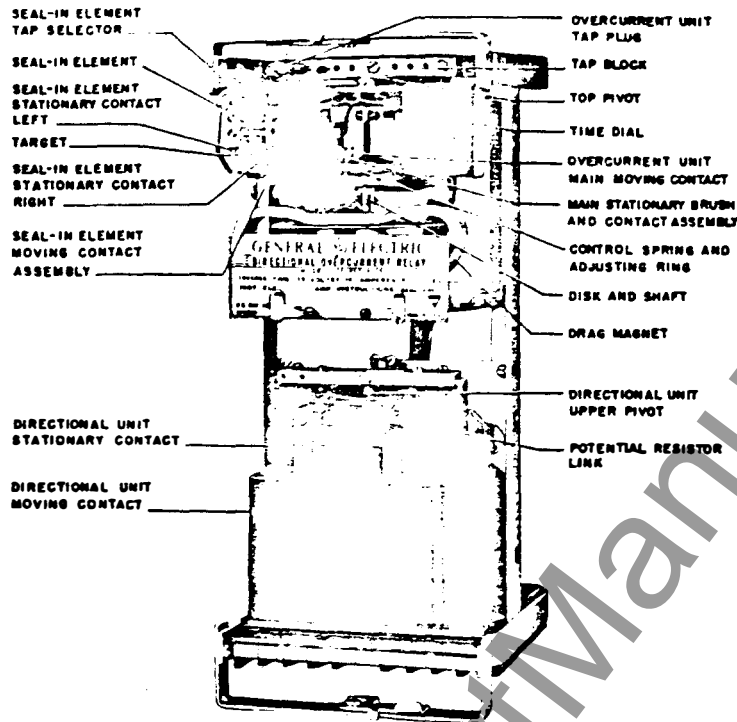 SEAL-IN ELEMENT
TAP SELECTOR
SEAL-IN ELEMENT
SEAL-IN ELEMENT
STATIONARY CONTACT
LEFT
TARGET
SEAL-IN ELEMENT
STATIONARY CONTACT
RIGHT
SEAL-IN ELEMENT
MOVING CONTACT
ASSEMBLY
DIRECTIONAL UNIT
STATIONARY CONTACT
DIRECTIONAL UNIT
MOVING CONTACT
OVERCURRENT UNIT
TAP PLUG
TAP BLOCK
TOP PIVOT
TIME DIAL
OVERCURRENT UNIT
MAIN MOVING CONTACT
MAIN STATIONARY BRUSH
AND CONTACT ASSEMBLY
CONTROL SPRING AND
ADJUSTING RING
DISK AND SHAFT
DRAG MAGNET
DIRECTIONAL UNIT
UPPER PIVOT
POTENTIAL RESISTOR
LINK
GENERAL ELECTRIC
DIRECTIONAL OVERCURRENT RELAY
INSTRUCTIONS
tManu